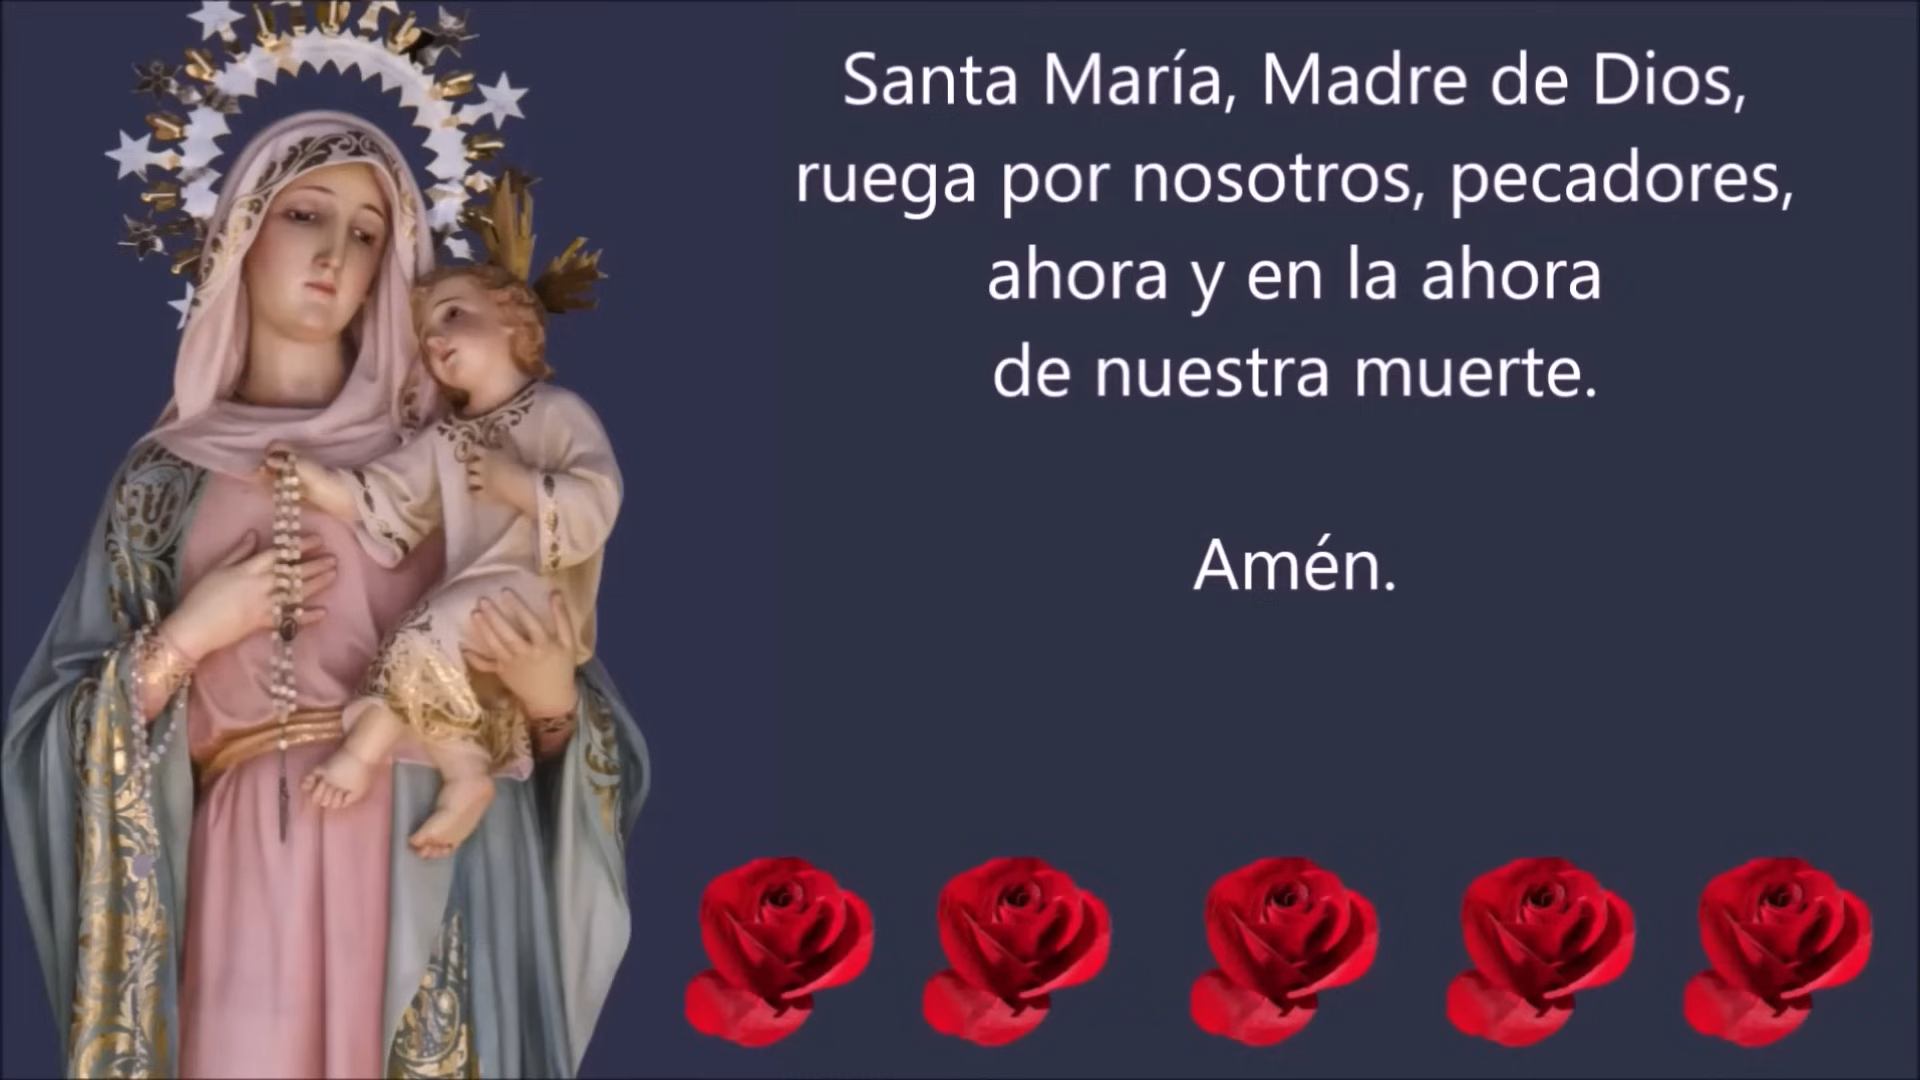 Santa María, Madre de Dios,
ruega por nosotros, pecadores,
ahora y en la ahora
de nuestra muerte.
Amén.